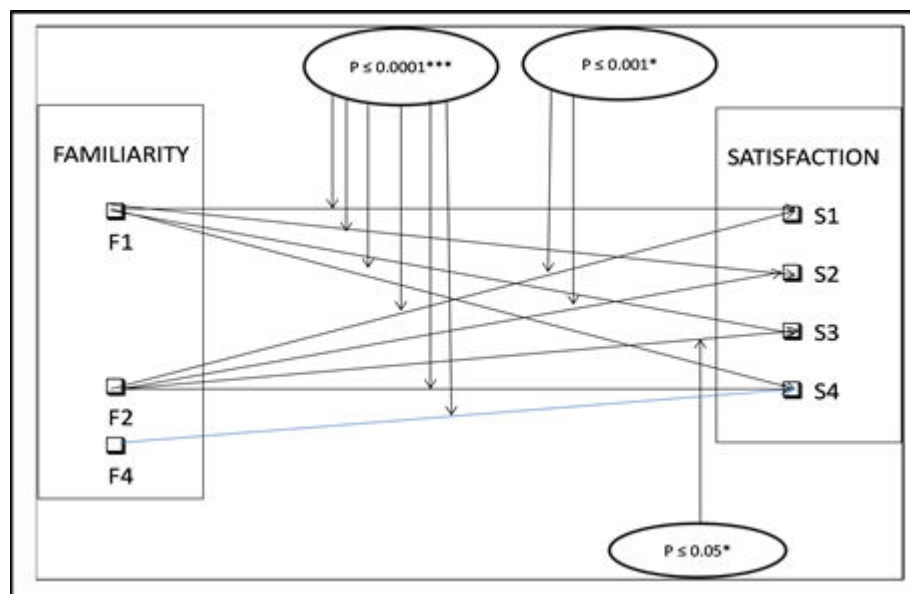 P ≤ 0.0001***
P ≤ 0.001*
FAMILIARITY
SATISFACTION
F1
S1
S2
S3
F2
S4
F4
P ≤ 0.05*